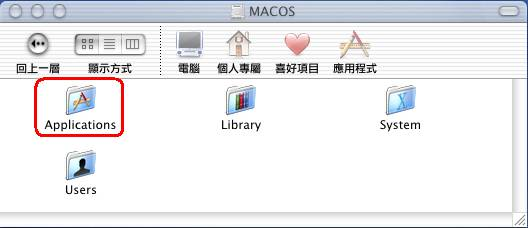 MACOS
回上一層 顯示方式 電腦 個人專屬 喜好項目 應用程式
Applications Library System
Users